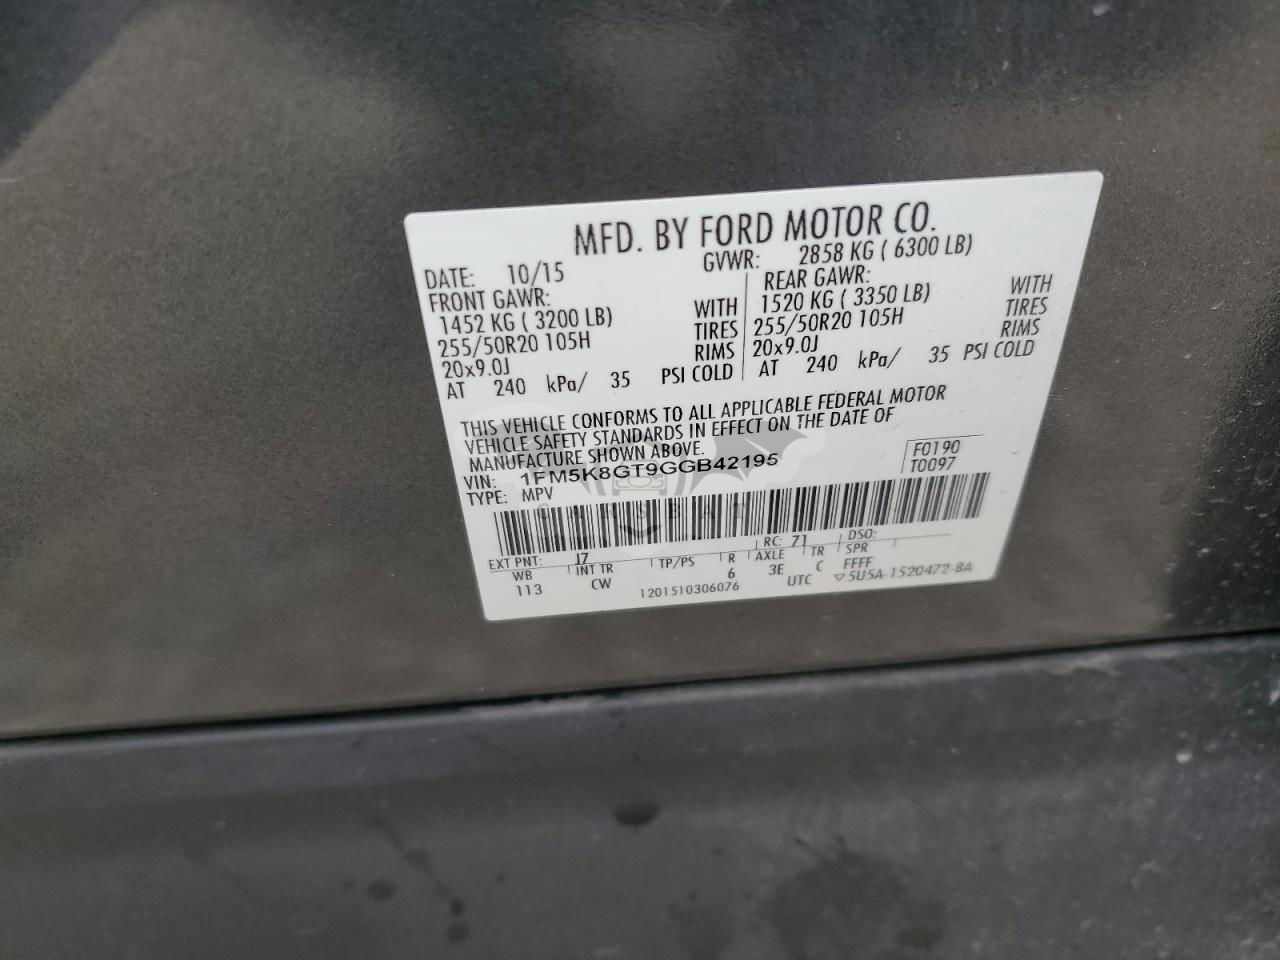 MFD. BY FORD MOTOR CO.
DATE: 10/15 GVWR: 2858 KG ( 6300 LB)
FRONT GAWR: REAR GAWR:
1452 KG ( 3200 LB) WITH 1520 KG ( 3350 LB) WITH
255/50R20 105H TIRES 255/50R20 105H TIRES
20x9.0J RIMS 20x9.0J RIMS
AT 240 kPa/ 35 PSI COLD AT 240 kPa/ 35 PSI COLD
THIS VEHICLE CONFORMS TO ALL APPLICABLE FEDERAL MOTOR
VEHICLE SAFETY STANDARDS IN EFFECT ON THE DATE OF
MANUFACTURE SHOWN ABOVE.
VIN: 1FM5K8GT9GGB42195 F0190
TYPE: MPV T0097
EXT PNT: J7 RC: 71 DSO:
WB INT TR TP/PS R AXLE TR SPR
113 CW 6 3E C FFFF
1201510306076 UTC ▽5U5A-1520472-BA